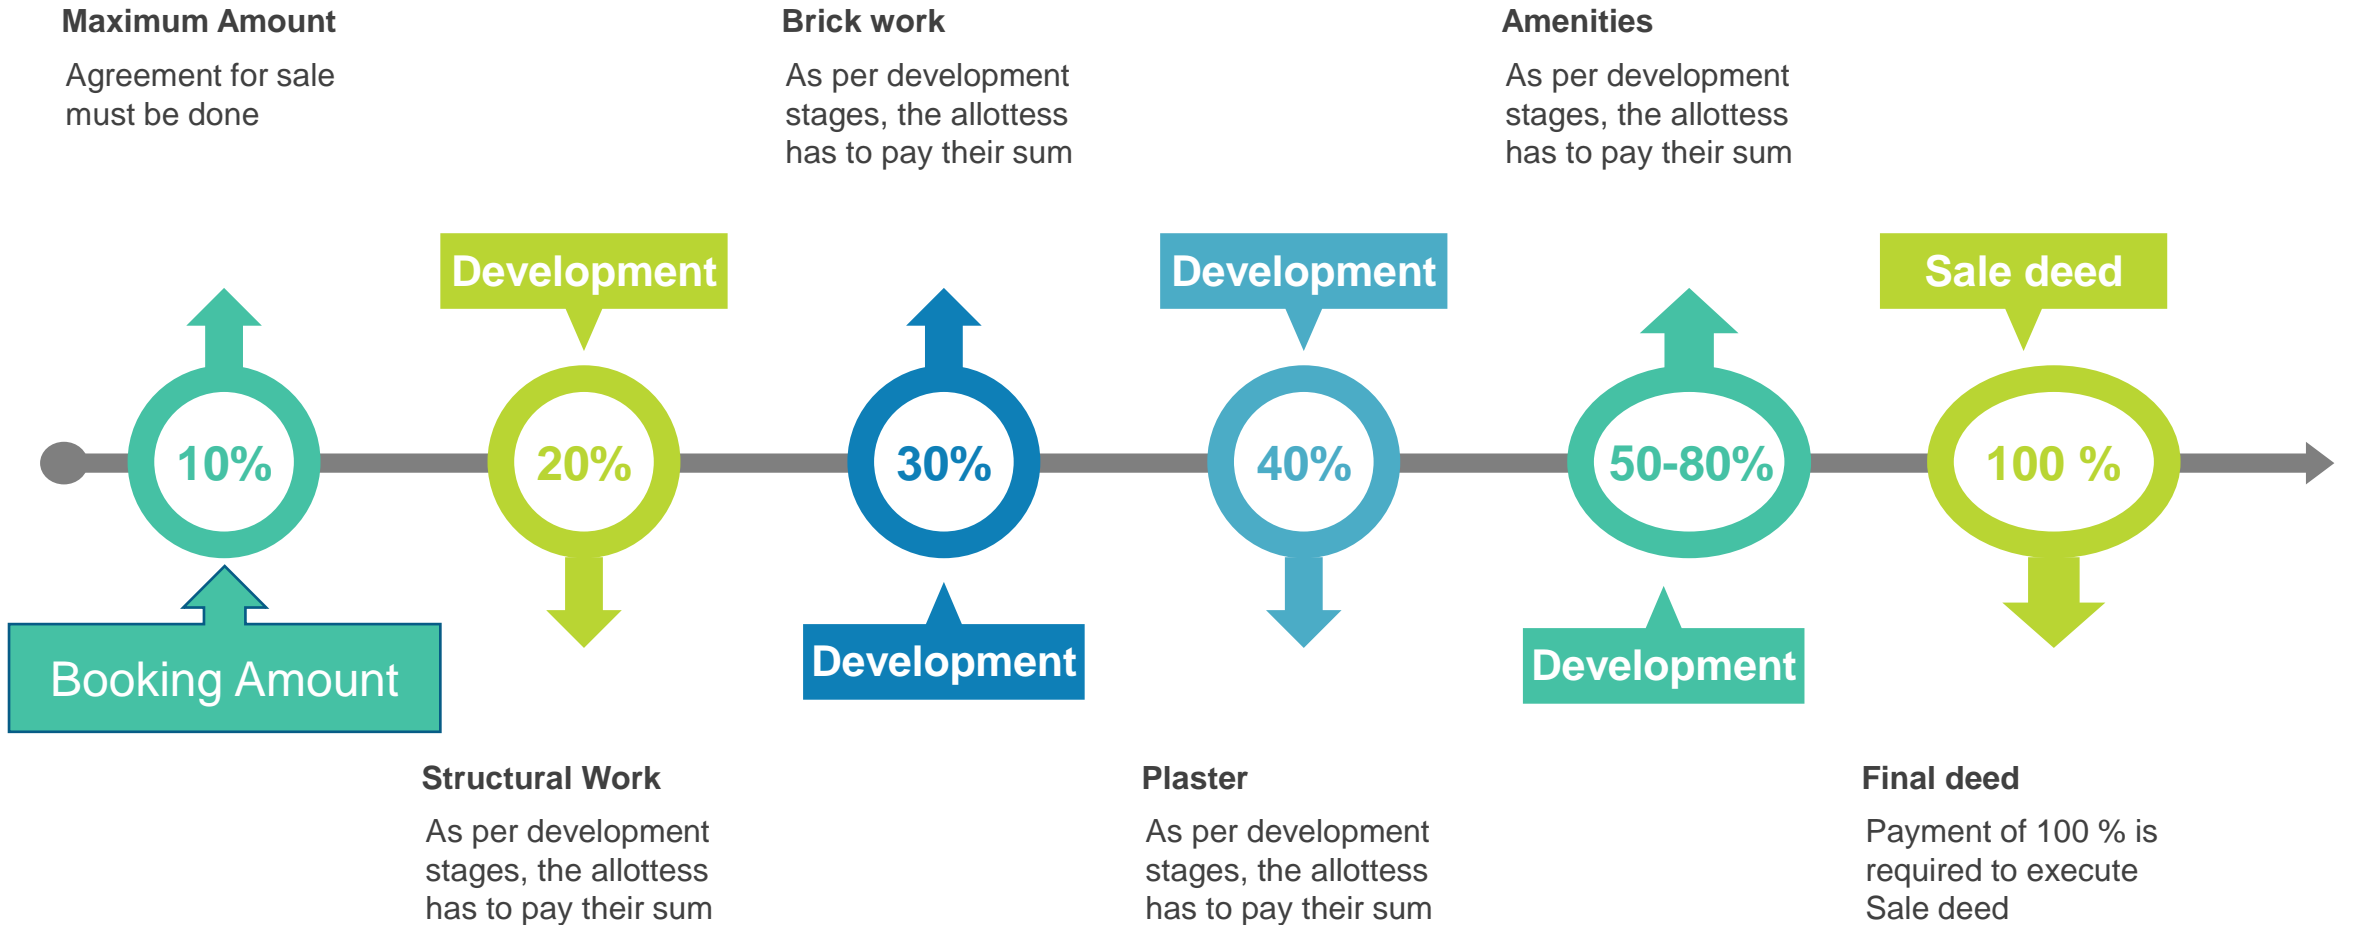 Maximum Amount
Agreement for sale
must be done
Brick work
As per development
stages, the allottess
has to pay their sum
Amenities
As per development
stages, the allottess
has to pay their sum
Development
Development
Sale deed
10%
20%
30%
40%
50-80%
100 %
Booking Amount
Development
Development
Structural Work
As per development
stages, the allottess
has to pay their sum
Plaster
As per development
stages, the allottess
has to pay their sum
Final deed
Payment of 100 % is
required to execute
Sale deed